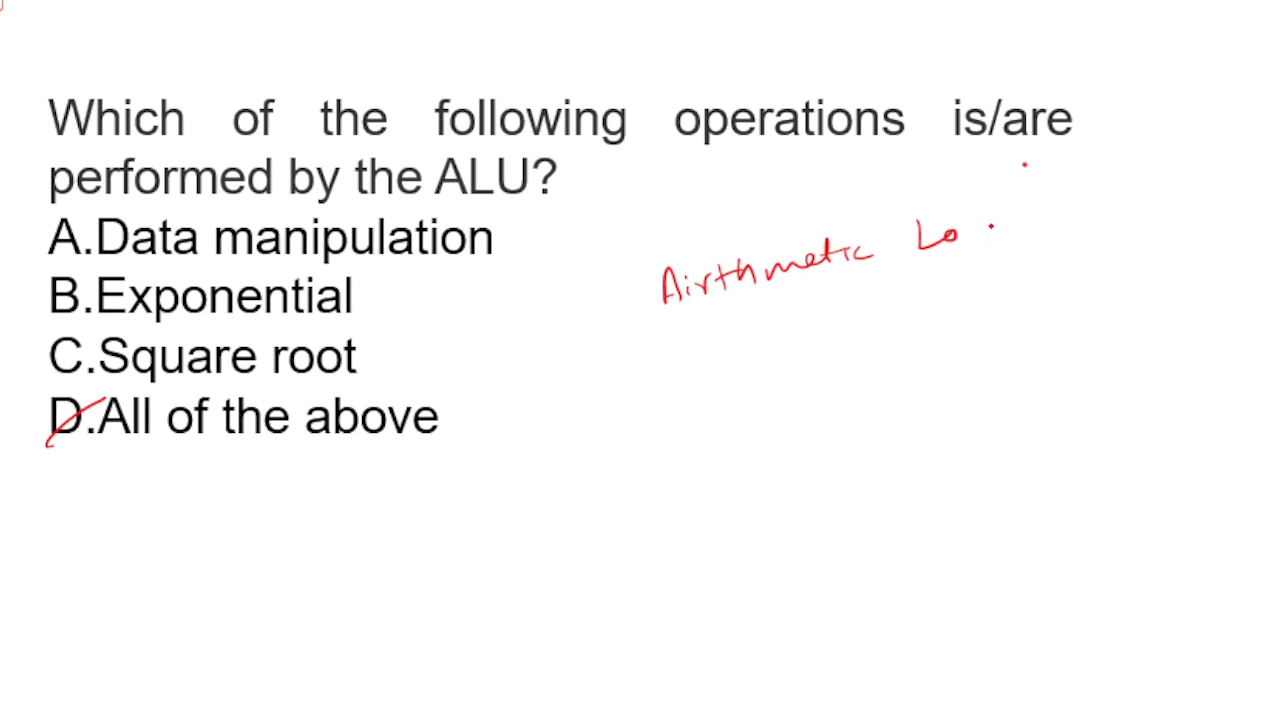 Which of the following operations is/are
performed by the ALU?
A.Data manipulation
B.Exponential
C.Square root
D.All of the above
Airthmetic Lo